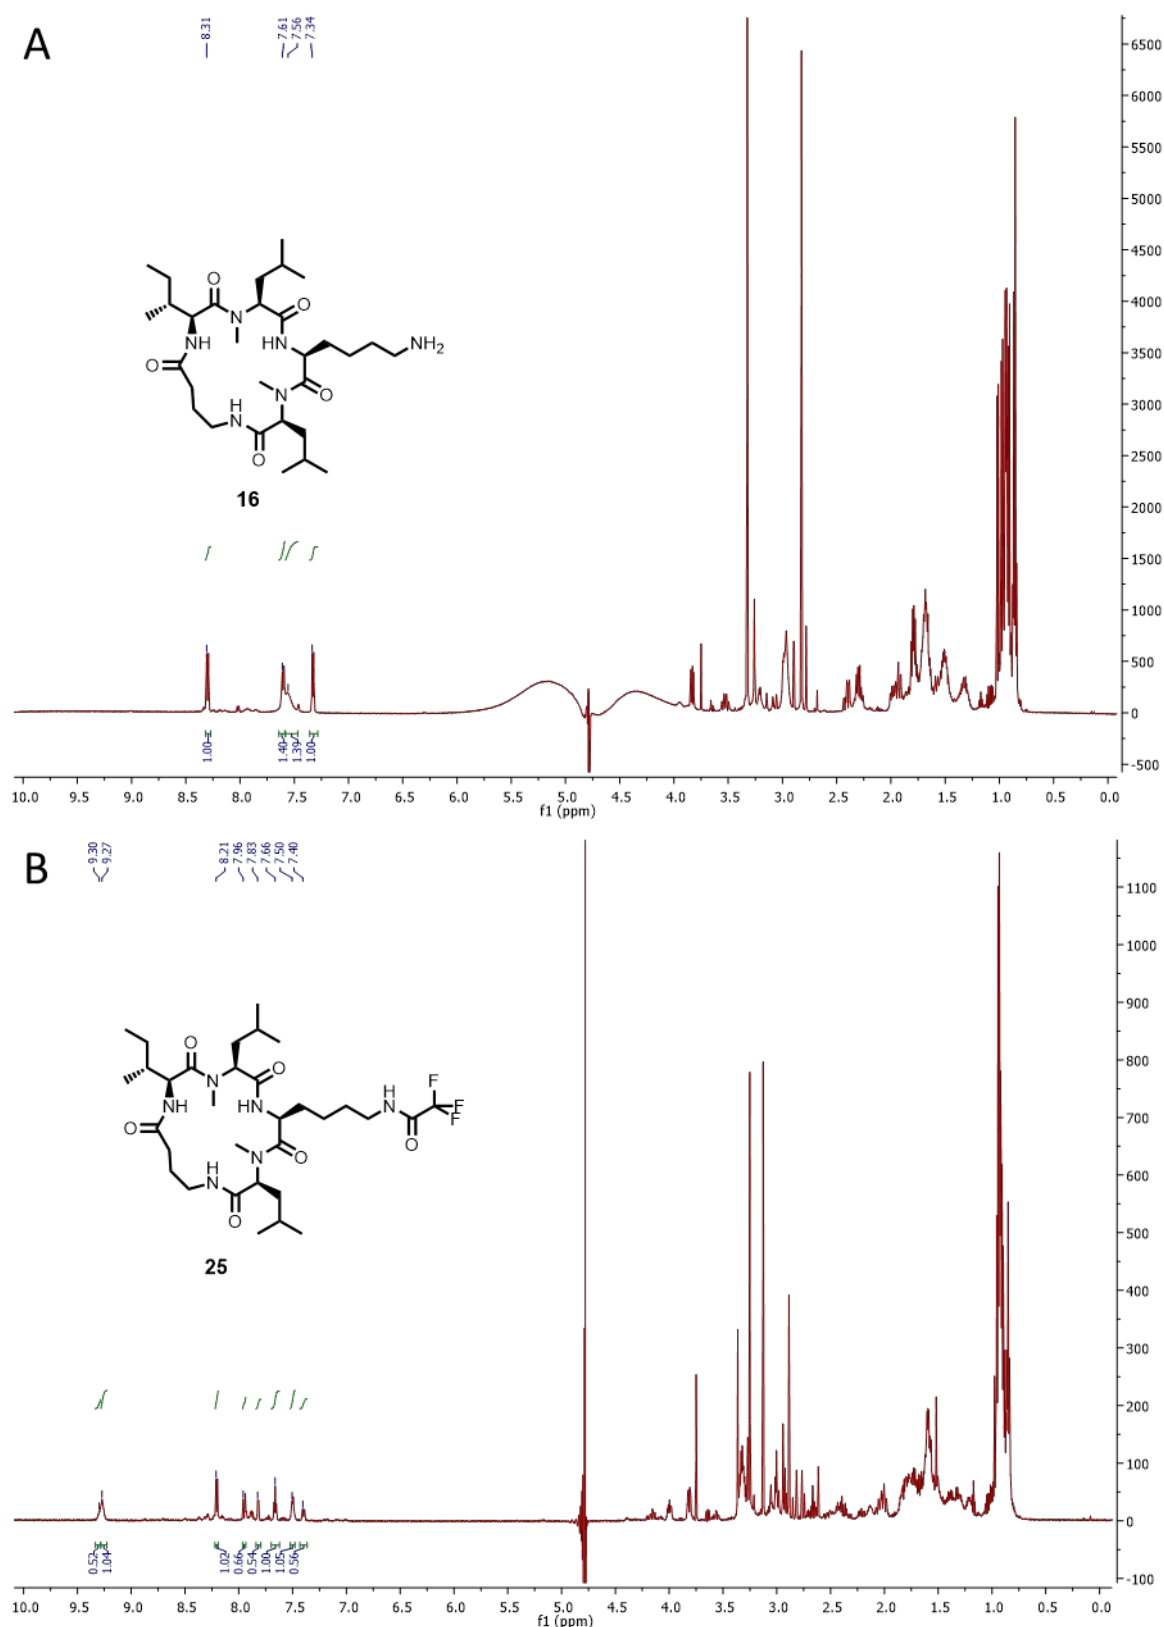 A
8.31
7.61
7.56
7.34
6500
6000
5500
5000
4500
4000
3500
3000
2500
2000
1500
1000
500
0
-500
O
N
O
NH
HN
NH₂
O
N
O
H
N
O
16
1.00
1.40
1.39
1.00
10.0 9.5 9.0 8.5 8.0 7.5 7.0 6.5 6.0 5.5 5.0 4.5 4.0 3.5 3.0 2.5 2.0 1.5 1.0 0.5 0.0
f1 (ppm)
B
9.30
9.27
8.21
7.96
7.83
7.66
7.50
7.40
1100
1000
900
800
700
600
500
400
300
200
100
0
-100
O
N
O
NH
HN
H
N
F
F
F
O
O
N
O
H
N
O
25
0.52
1.04
1.02
0.66
0.54
1.00
1.05
0.56
10.0 9.5 9.0 8.5 8.0 7.5 7.0 6.5 6.0 5.5 5.0 4.5 4.0 3.5 3.0 2.5 2.0 1.5 1.0 0.5 0.0
f1 (ppm)